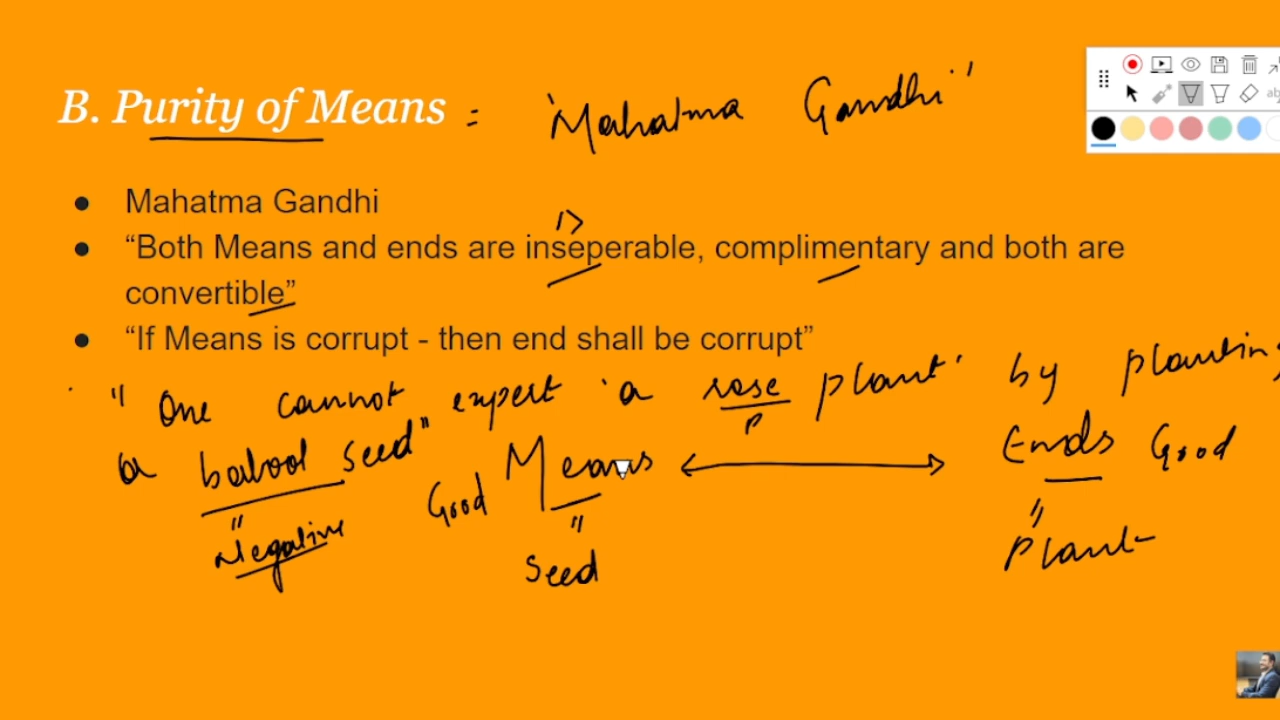 B. Purity of Means = "Mahatma Gandhi"
● Mahatma Gandhi
● “Both Means and ends are inseperable, complimentary and both are
convertible”
● “If Means is corrupt - then end shall be corrupt”
" One cannot expert 'a rose plant' by planting
a babool seed"
Good Means ⟷ Ends Good
Negative
Seed
Plant